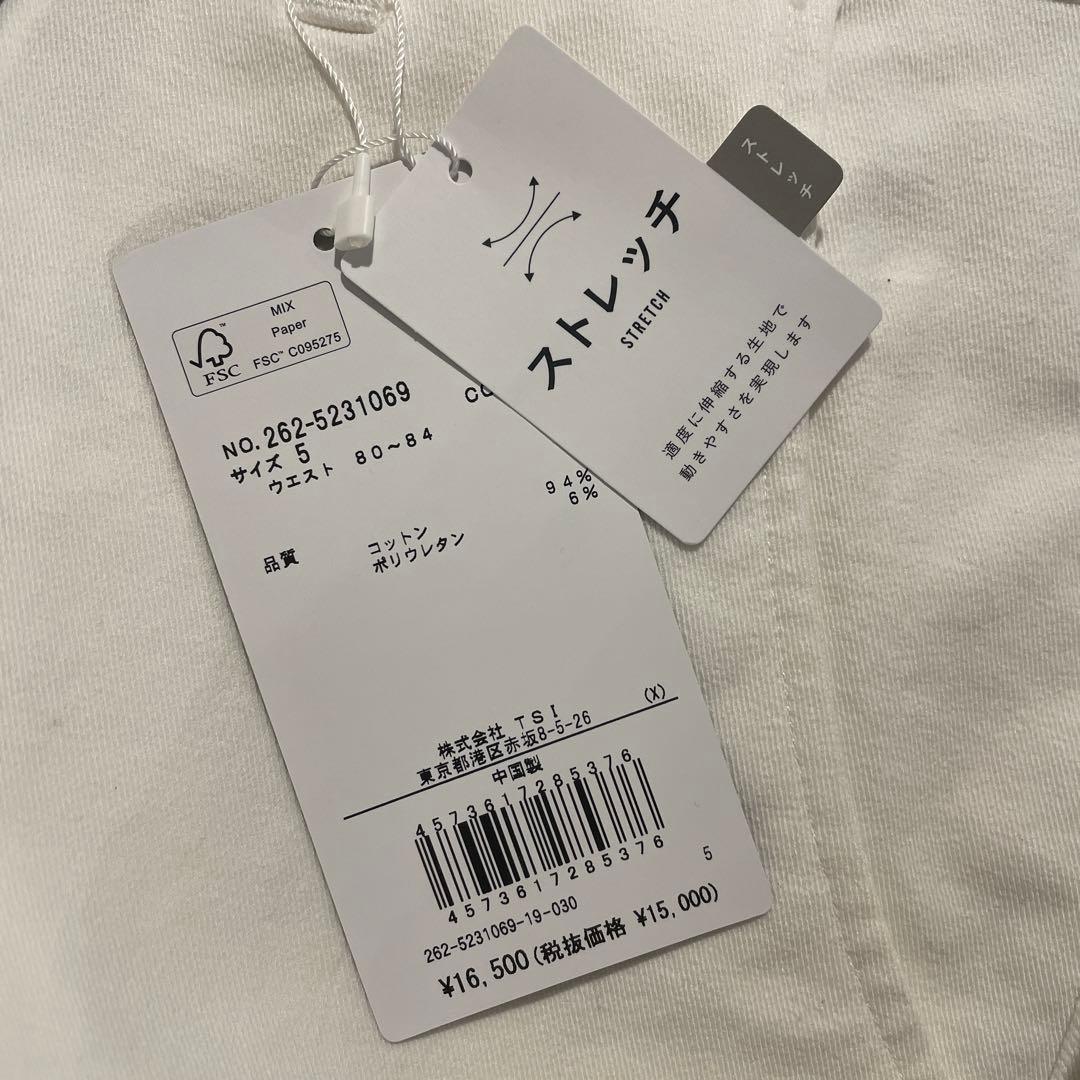 MIX
Paper
FSC™ C095275
FSC
NO. 262-5231069
サイズ 5
ウエスト 80~84
94%
6%
品質 コットン
ポリウレタン
(X)
株式会社 TSI
東京都港区赤坂8-5-26
中国製
4573617285376
4573617285376
5
262-5231069-19-030
¥16,500(税抜価格 ¥15,000)
ストレッチ
STRETCH
適度に伸縮する生地で
動きやすさを実現します
ストレッチ